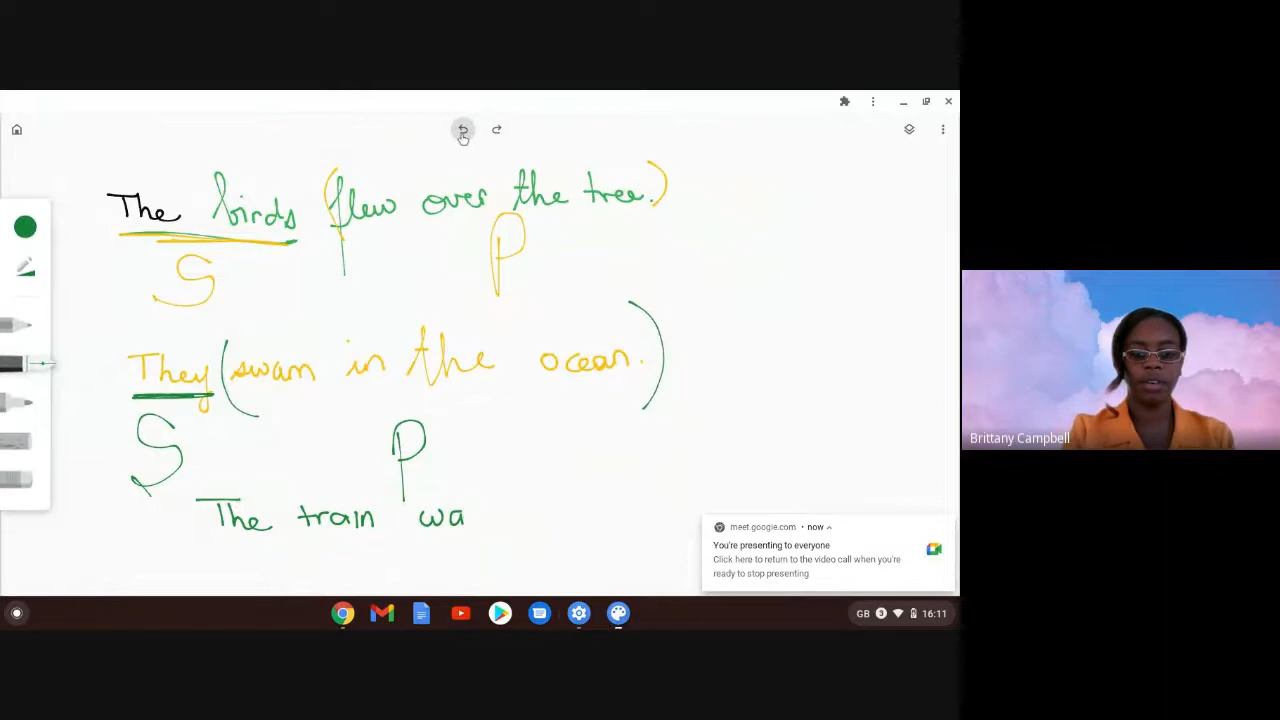 The birds (flew over the tree.)
S P
They (swam in the ocean.)
S P
The train wa
meet.google.com • now
You're presenting to everyone
Click here to return to the video call when you're
ready to stop presenting
Brittany Campbell
GB 3 16:11